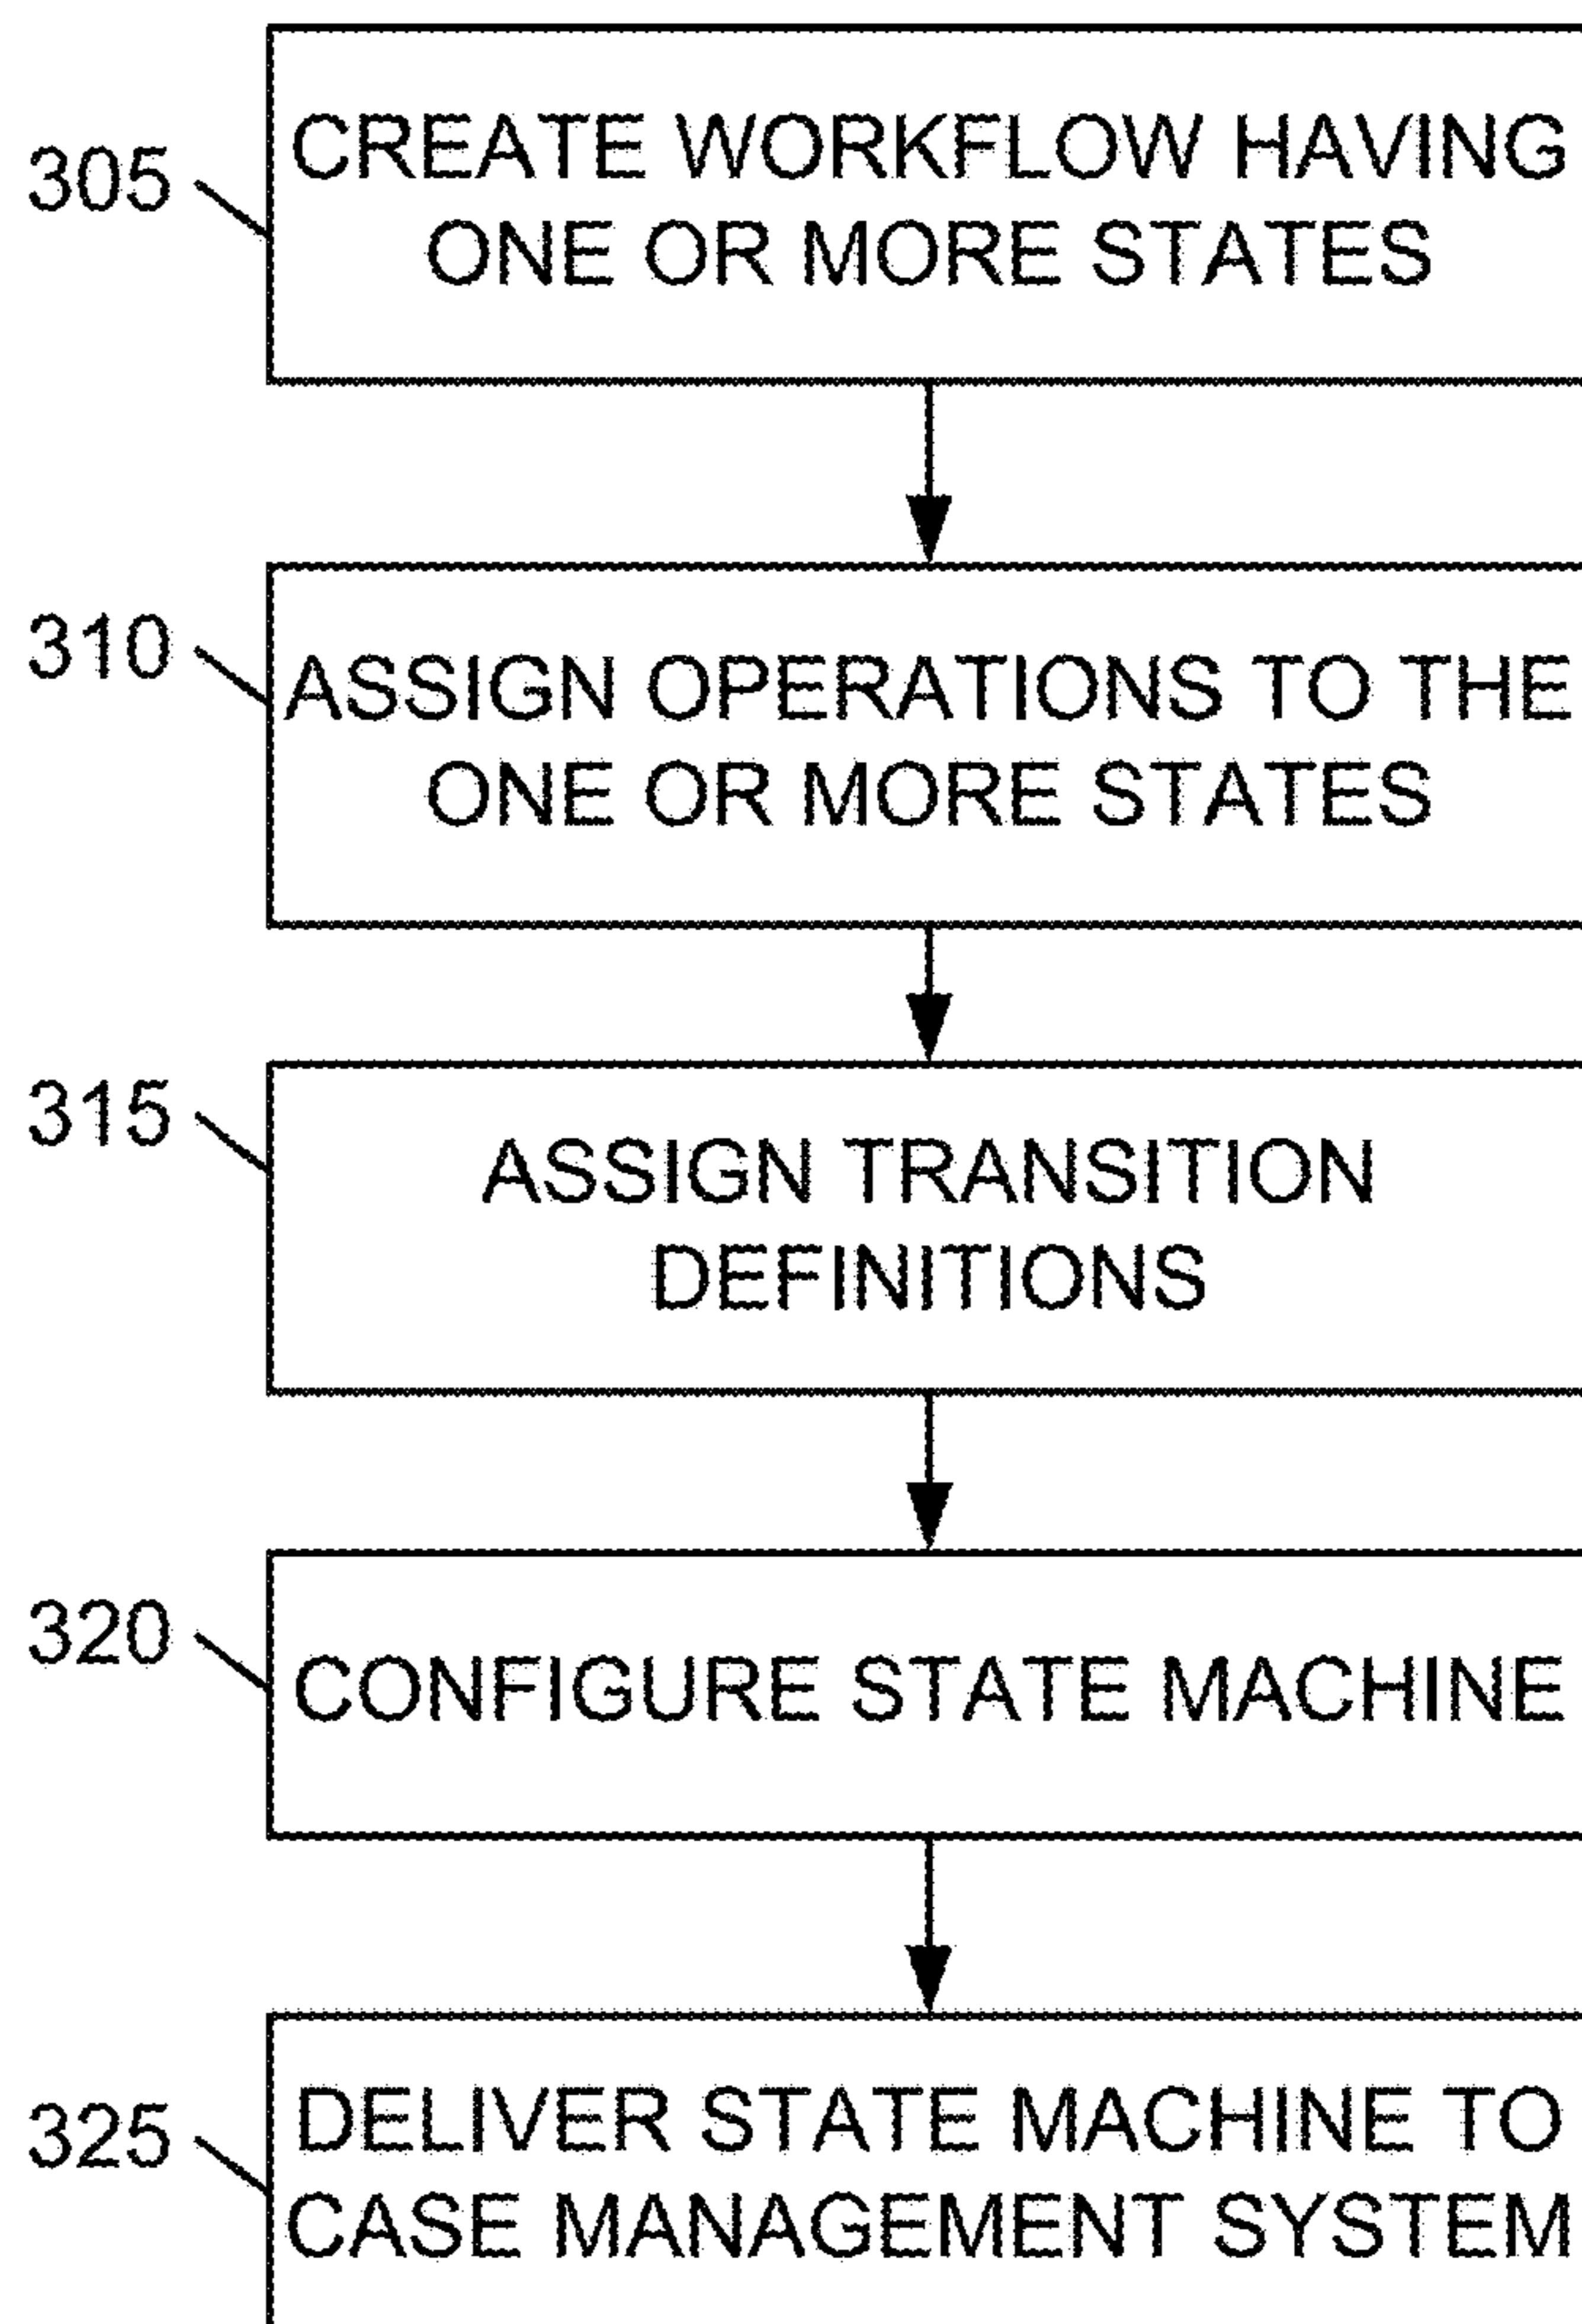 305
CREATE WORKFLOW HAVING
ONE OR MORE STATES
310
ASSIGN OPERATIONS TO THE
ONE OR MORE STATES
315
ASSIGN TRANSITION
DEFINITIONS
320
CONFIGURE STATE MACHINE
325
DELIVER STATE MACHINE TO
CASE MANAGEMENT SYSTEM